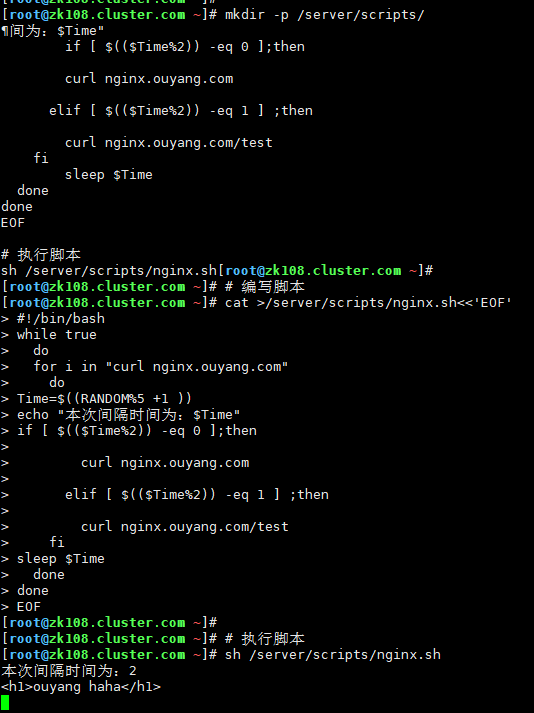 [root@zk108.cluster.com ~]#
[root@zk108.cluster.com ~]# mkdir -p /server/scripts/
¶间为：$Time"
        if [ $(($Time%2)) -eq 0 ];then
        curl nginx.ouyang.com
      elif [ $(($Time%2)) -eq 1 ] ;then
        curl nginx.ouyang.com/test
    fi
        sleep $Time
  done
done
EOF
# 执行脚本
sh /server/scripts/nginx.sh[root@zk108.cluster.com ~]#
[root@zk108.cluster.com ~]# # 编写脚本
[root@zk108.cluster.com ~]# cat >/server/scripts/nginx.sh<<'EOF'
> #!/bin/bash
> while true
>   do
>   for i in "curl nginx.ouyang.com"
>     do
> Time=$((RANDOM%5 +1 ))
> echo "本次间隔时间为：$Time"
> if [ $(($Time%2)) -eq 0 ];then
>
>         curl nginx.ouyang.com
>
>       elif [ $(($Time%2)) -eq 1 ] ;then
>
>         curl nginx.ouyang.com/test
>     fi
> sleep $Time
>   done
> done
> EOF
[root@zk108.cluster.com ~]#
[root@zk108.cluster.com ~]# # 执行脚本
[root@zk108.cluster.com ~]# sh /server/scripts/nginx.sh
本次间隔时间为：2
<h1>ouyang haha</h1>